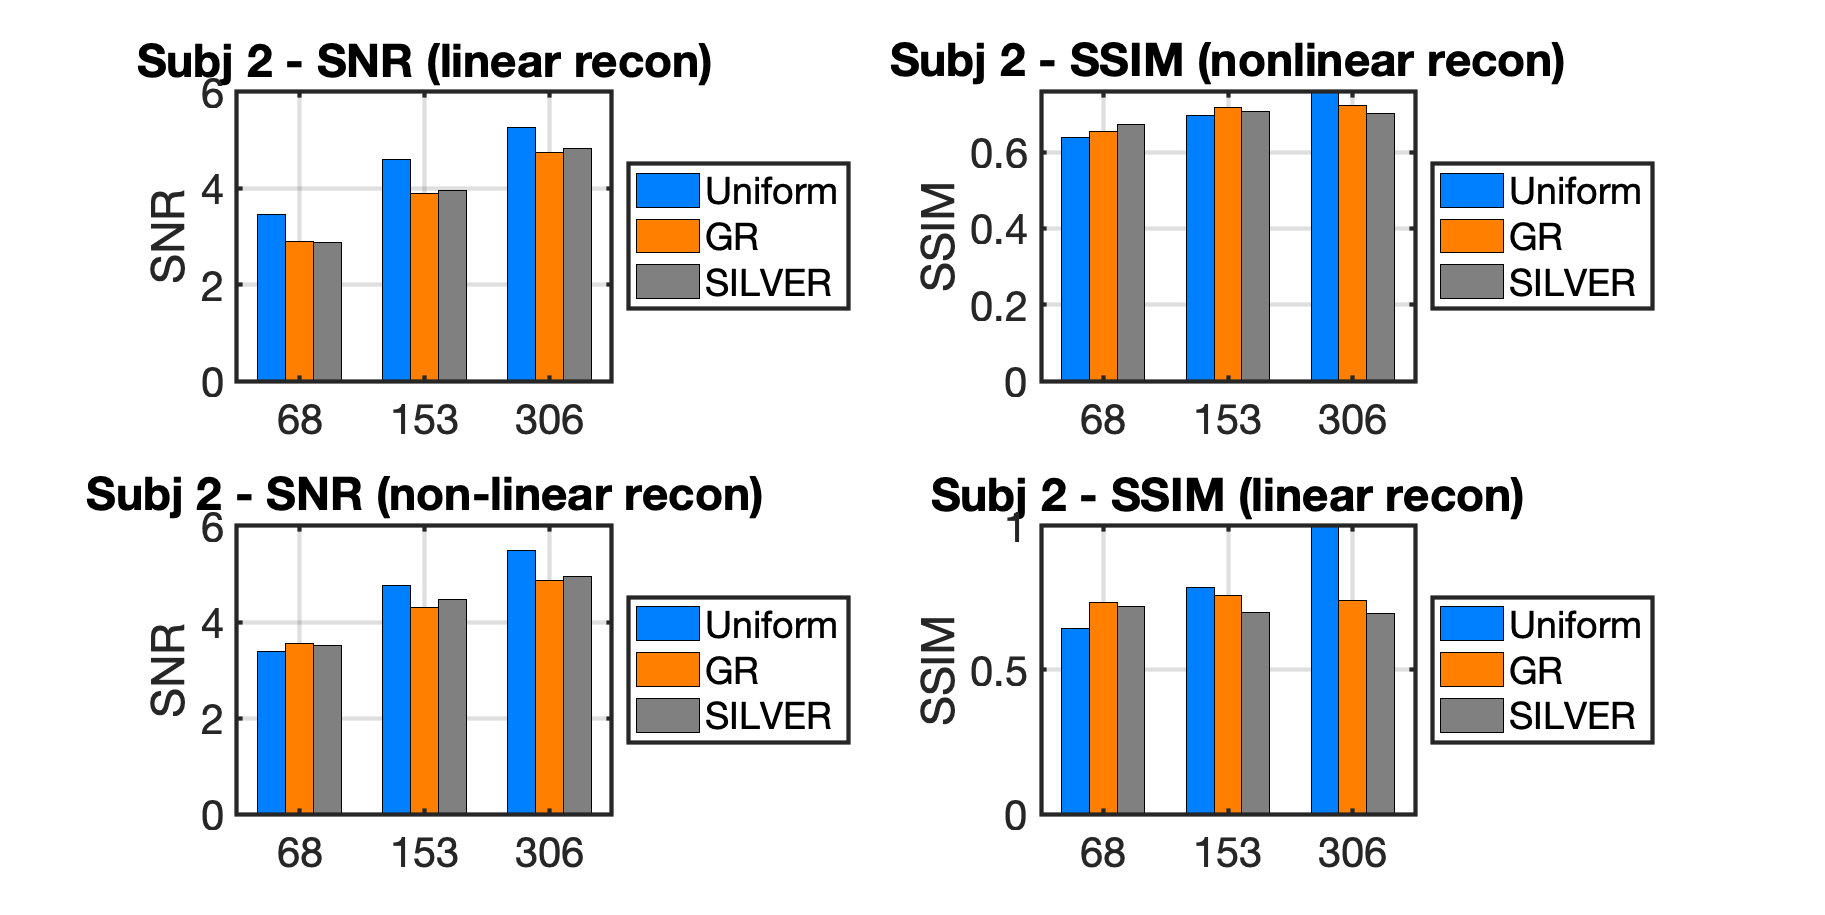 Subj 2 - SNR (linear recon)
6
4
2
0
SNR
68 153 306
Uniform
GR
SILVER
Subj 2 - SSIM (nonlinear recon)
0.6
0.4
0.2
0
SSIM
68 153 306
Uniform
GR
SILVER
Subj 2 - SNR (non-linear recon)
6
4
2
0
SNR
68 153 306
Uniform
GR
SILVER
Subj 2 - SSIM (linear recon)
1
0.5
0
SSIM
68 153 306
Uniform
GR
SILVER